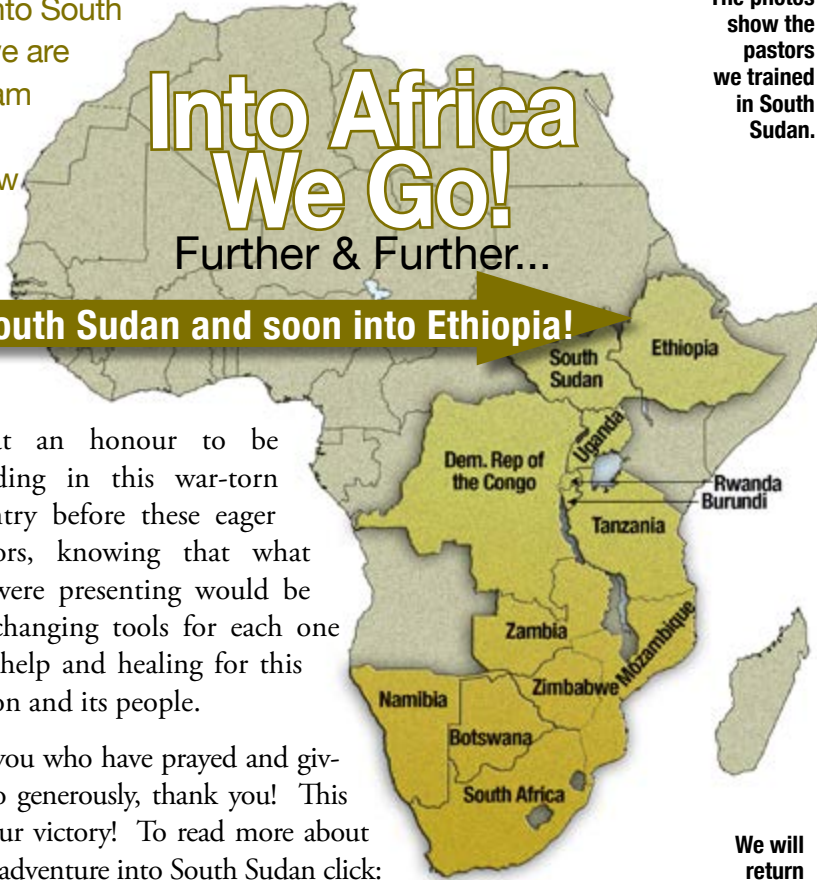 nto South
ve are
am
w
The photos
show the
pastors
we trained
in South
Sudan.
Into Africa
We Go!
Further & Further...
outh Sudan and soon into Ethiopia!
South
Sudan
Ethiopia
Uganda
Dem. Rep of
the Congo
Rwanda
Burundi
Tanzania
Zambia
Mozambique
Zimbabwe
Namibia
Botswana
South Africa
at an honour to be
ding in this war-torn
ntry before these eager
ors, knowing that what
were presenting would be
changing tools for each one
help and healing for this
on and its people.
you who have prayed and giv-
o generously, thank you! This
ur victory! To read more about
adventure into South Sudan click:
We will
return